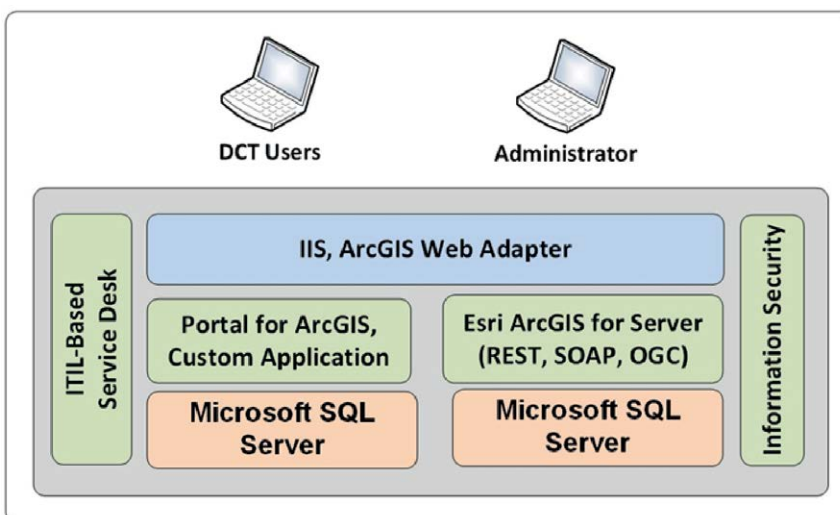 DCT Users
Administrator
ITIL-Based
Service Desk
IIS, ArcGIS Web Adapter
Portal for ArcGIS,
Custom Application
Esri ArcGIS for Server
(REST, SOAP, OGC)
Microsoft SQL
Server
Microsoft SQL
Server
Information Security